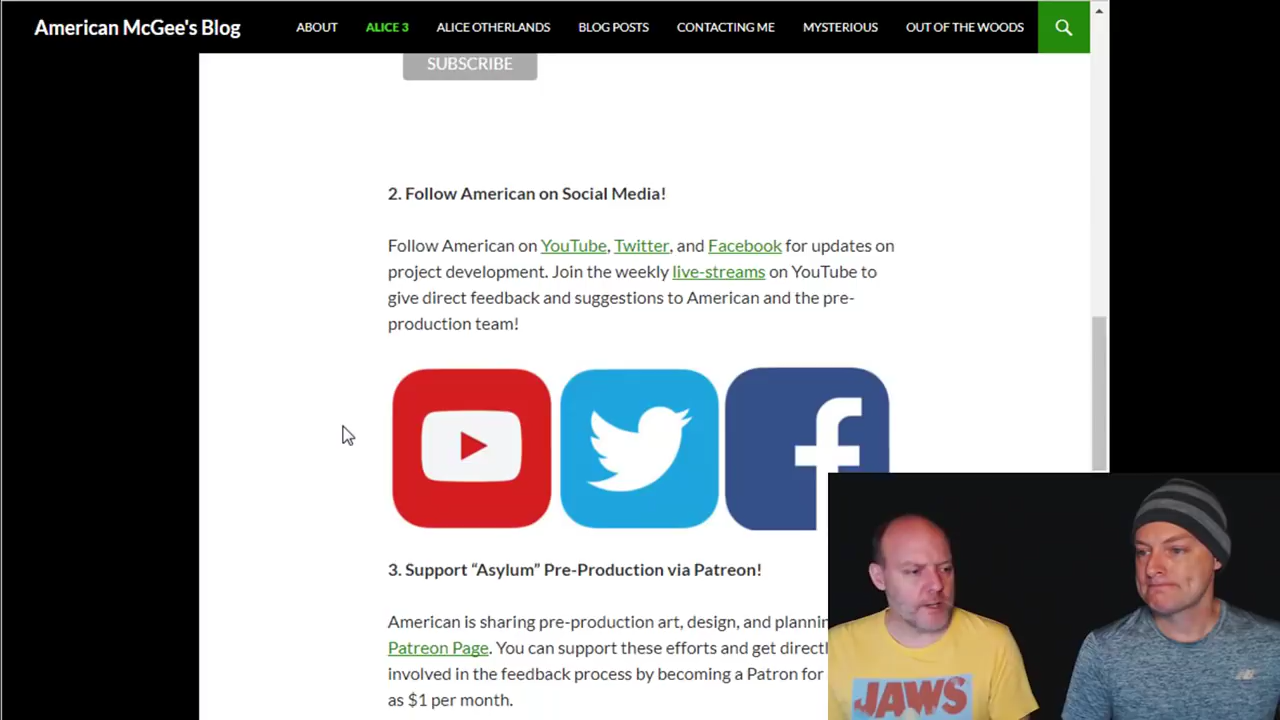 American McGee's Blog
ABOUT
ALICE 3
ALICE OTHERLANDS
BLOG POSTS
CONTACTING ME
MYSTERIOUS
OUT OF THE WOODS
SUBSCRIBE
2. Follow American on Social Media!
Follow American on YouTube, Twitter, and Facebook for updates on
project development. Join the weekly live-streams on YouTube to
give direct feedback and suggestions to American and the pre-
production team!
3. Support “Asylum” Pre-Production via Patreon!
American is sharing pre-production art, design, and
Patreon Page. You can support these efforts and get
involved in the feedback process by becoming a Patron for
as $1 per month.
JAWS